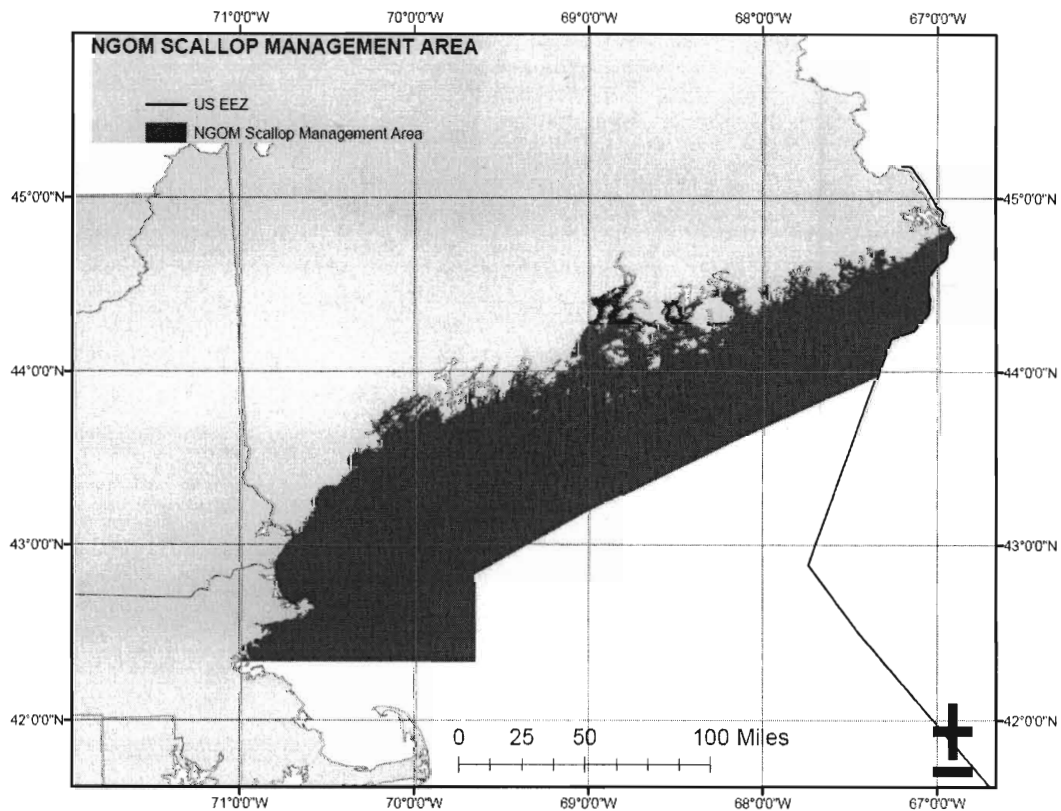 71°0'0"W 70°0'0"W 69°0'0"W 68°0'0"W 67°0'0"W
NGOM SCALLOP MANAGEMENT AREA
US EEZ
NGOM Scallop Management Area
45°0'0"N 45°0'0"N
44°0'0"N 44°0'0"N
43°0'0"N 43°0'0"N
42°0'0"N 42°0'0"N
0 25 50 100 Miles
71°0'0"W 70°0'0"W 69°0'0"W 68°0'0"W 67°0'0"W